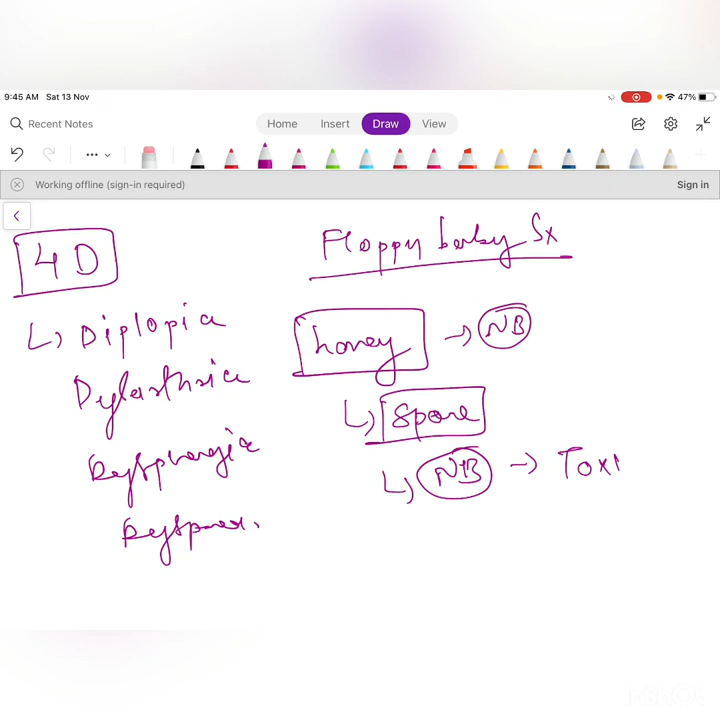 9:45 AM Sat 13 Nov
47%
Recent Notes
Home Insert Draw View
Working offline (sign-in required)
Sign in
4D
Diplopia
Dysarthria
Dysphagia
Floppy baby Sx
honey → NB
Spore
NB → Toxi